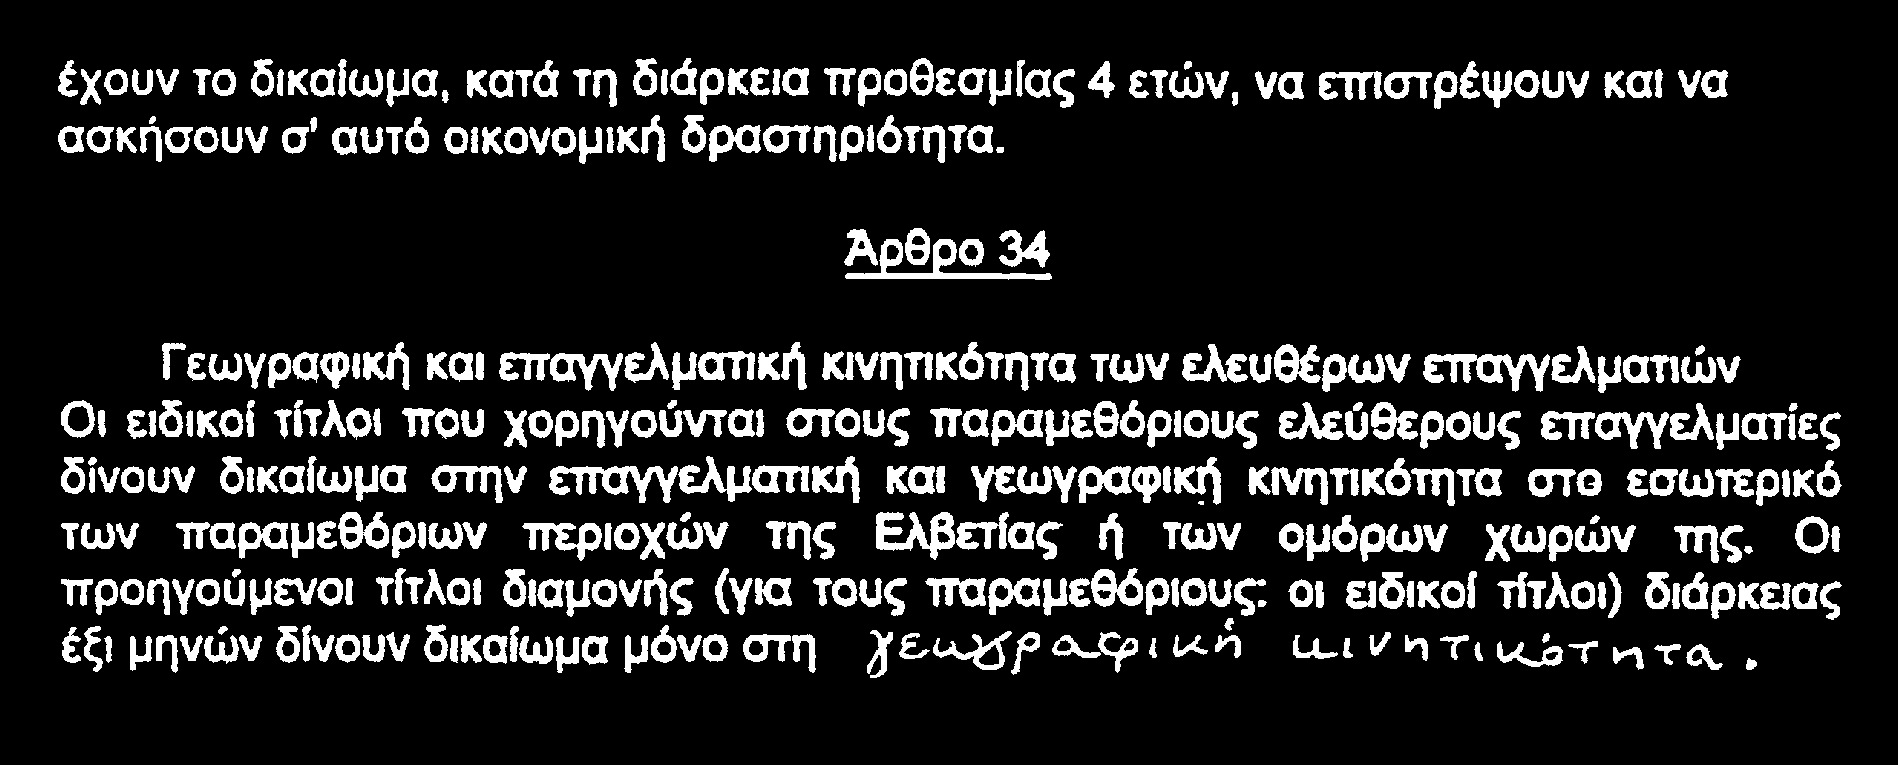 έχουν το δικαίωμα, κατά τη διάρκεια προθεσμίας 4 ετών, να επιστρέψουν και να
ασκήσουν σ' αυτό οικονομική δραστηριότητα.
Άρθρο 34
Γεωγραφική και επαγγελματική κινητικότητα των ελευθέρων επαγγελματιών
Οι ειδικοί τίτλοι που χορηγούνται στους παραμεθόριους ελεύθερους επαγγελματίες
δίνουν δικαίωμα στην επαγγελματική και γεωγραφική κινητικότητα στο εσωτερικό
των παραμεθόριων περιοχών της Ελβετίας ή των ομόρων χωρών της. Οι
προηγούμενοι τίτλοι διαμονής (για τους παραμεθόριους: οι ειδικοί τίτλοι) διάρκειας
έξι μηνών δίνουν δικαίωμα μόνο στη γεωγραφική κινητικότητα.